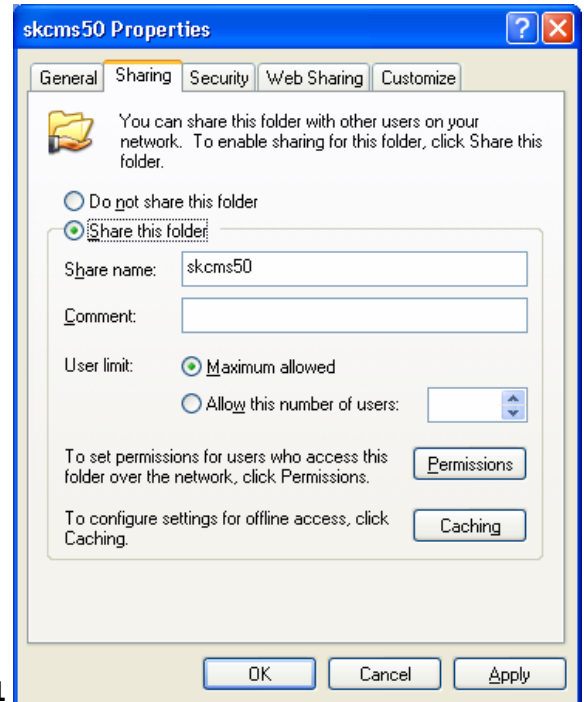 skcms50 Properties
General Sharing Security Web Sharing Customize
You can share this folder with other users on your
network. To enable sharing for this folder, click Share this
folder.
Do not share this folder
Share this folder
Share name: skcms50
Comment:
User limit: Maximum allowed
Allow this number of users:
To set permissions for users who access this
folder over the network, click Permissions.
Permissions
To configure settings for offline access, click
Caching.
Caching
OK Cancel Apply